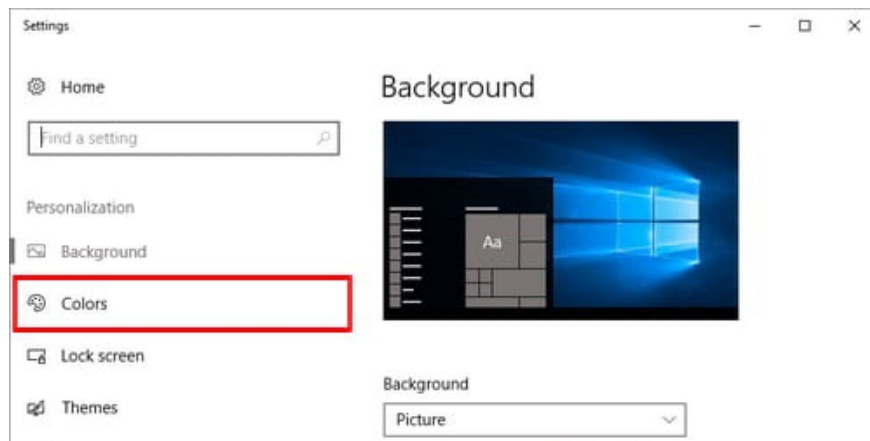 Settings
Home
Find a setting
Personalization
Background
Colors
Lock screen
Themes
Background
Aa
Background
Picture